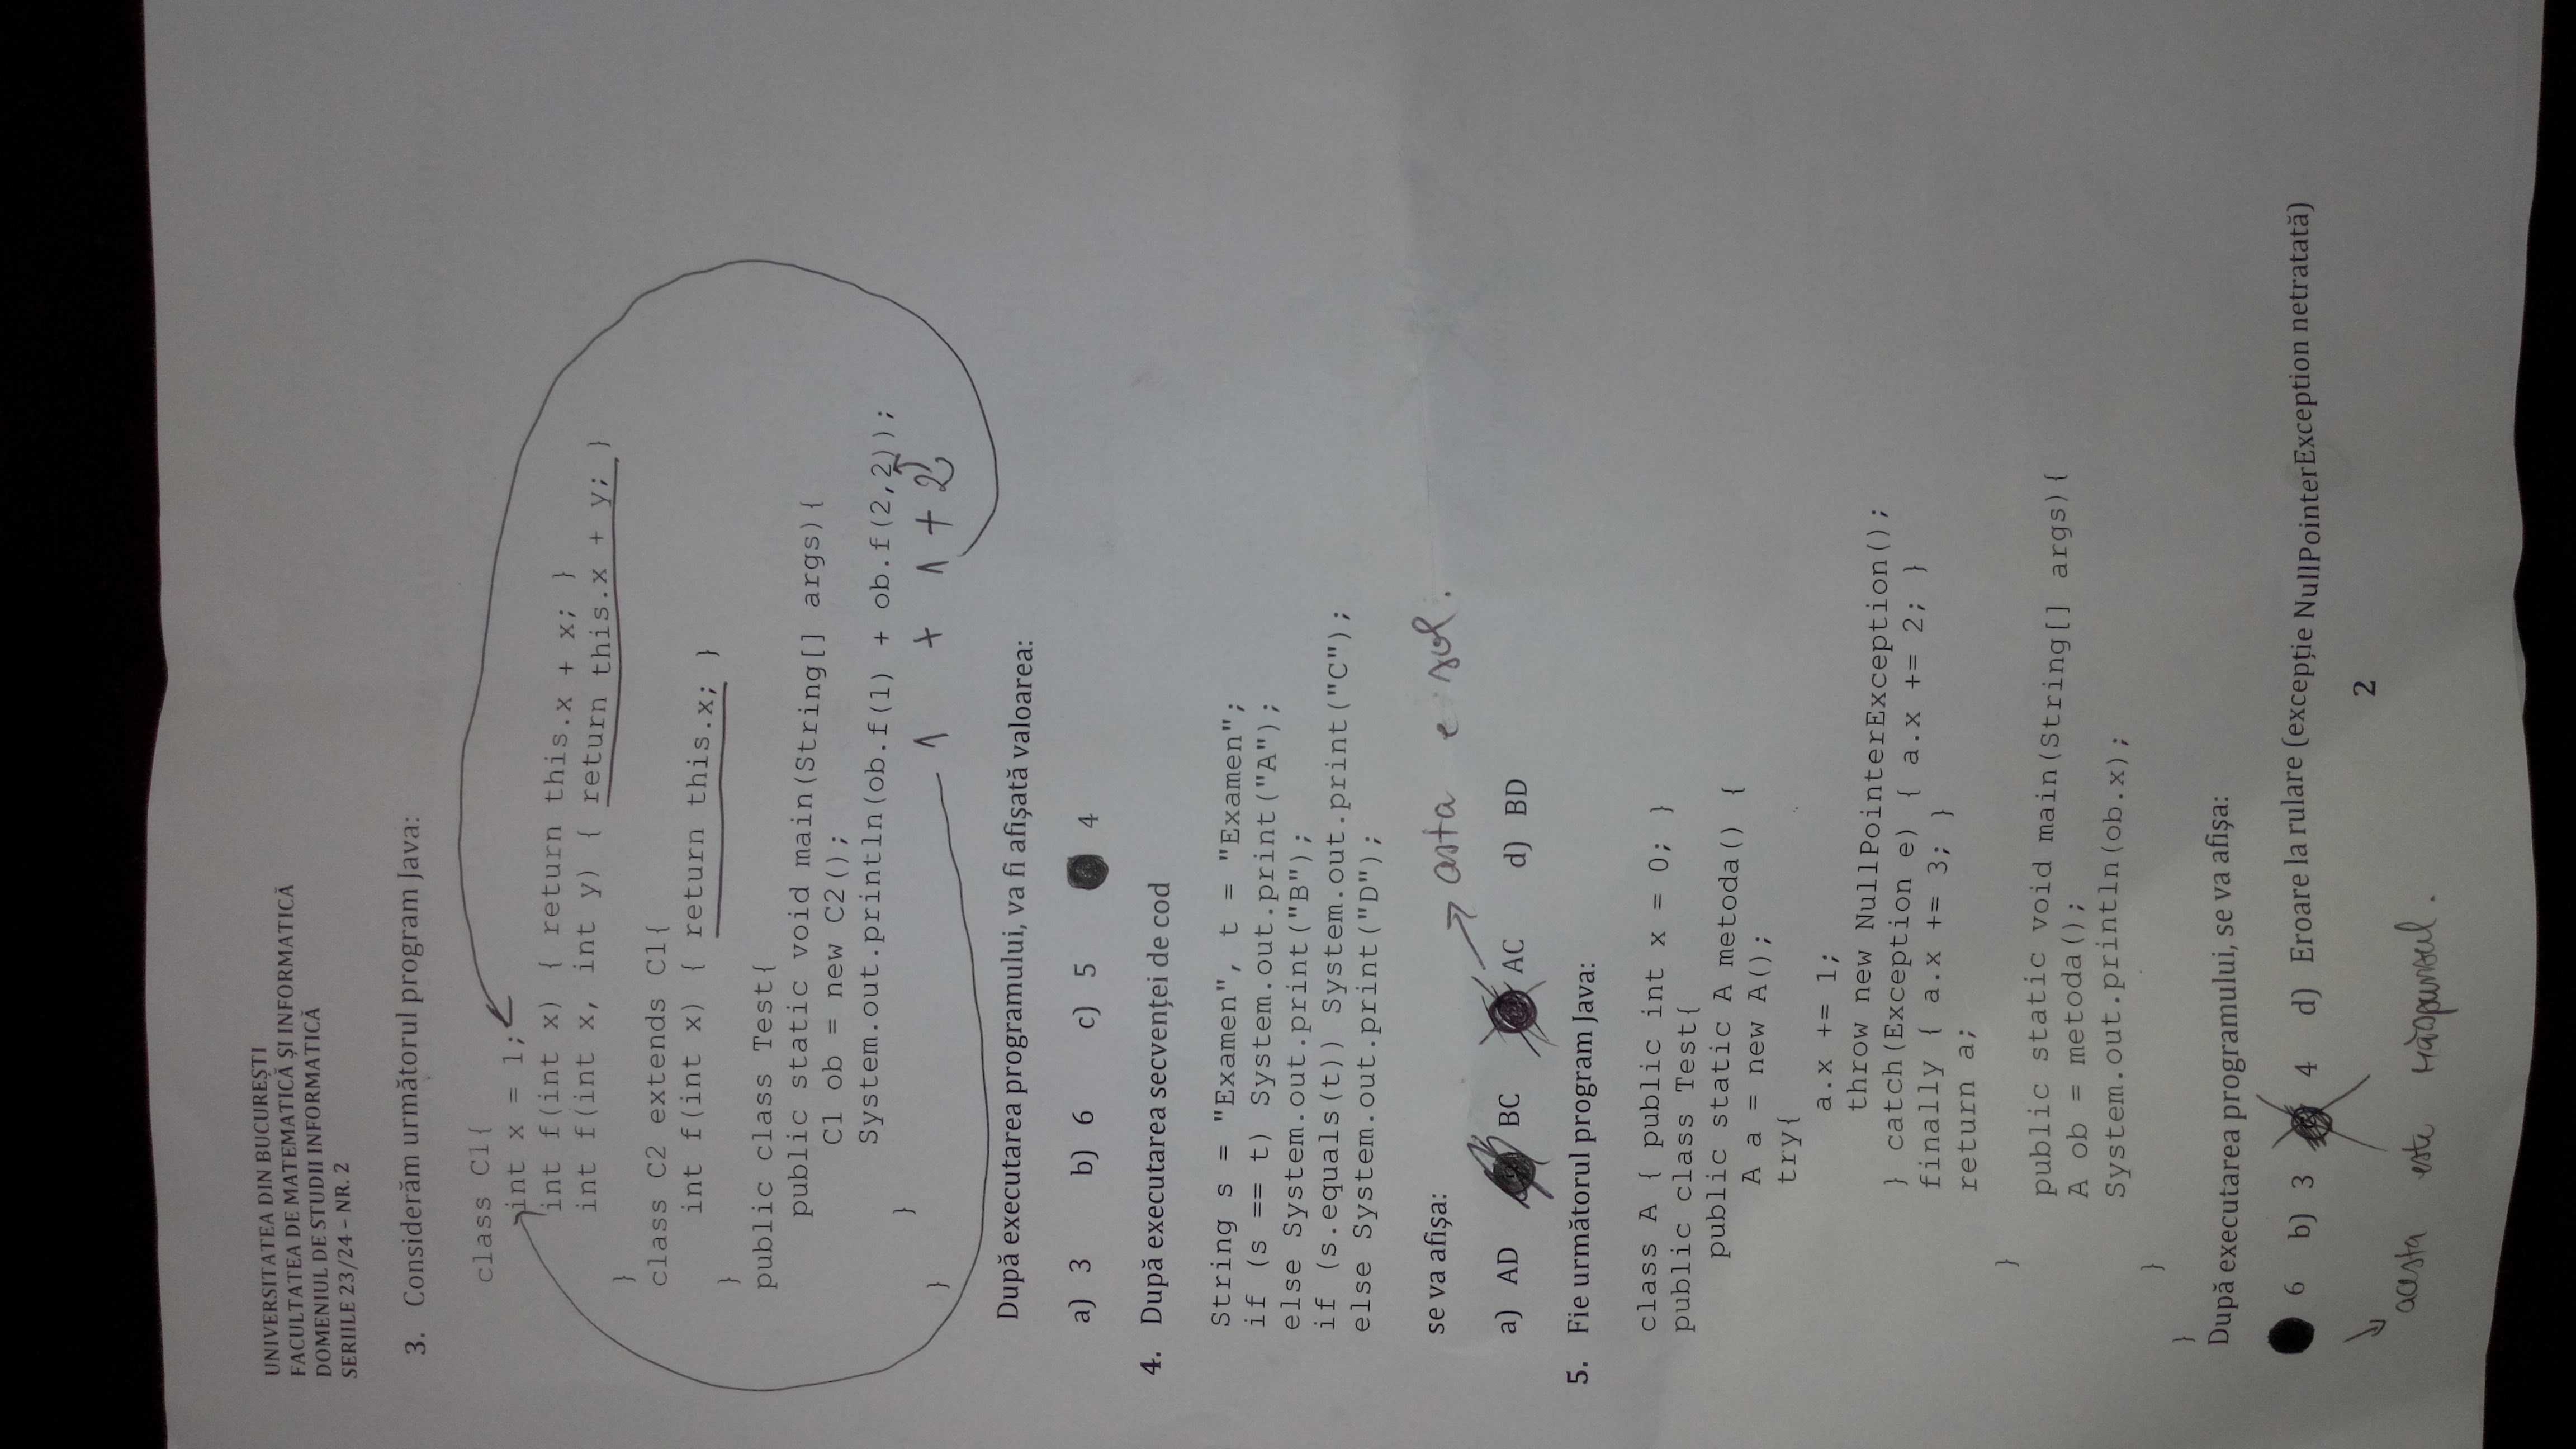 UNIVERSITATEA DIN BUCUREȘTI
FACULTATEA DE MATEMATICĂ ȘI INFORMATICĂ
DOMENIUL DE STUDII INFORMATICĂ
SERIILE 23/24 – NR. 2
3. Considerăm următorul program Java:
class C1{
int x = 1;
int f(int x) { return this.x + x; }
int f(int x, int y) { return this.x + y; }
}
class C2 extends C1{
int f(int x) { return this.x; }
}
public class Test{
public static void main(String[] args){
C1 ob = new C2();
System.out.println(ob.f(1) + ob.f(2,2));
}
}
1 + 1 + 2
După executarea programului, va fi afișată valoarea:
a) 3 b) 6 c) 5 4
4. După executarea secvenței de cod
String s = "Examen", t = "Examen";
if (s == t) System.out.print("A");
else System.out.print("B");
if (s.equals(t)) System.out.print("C");
else System.out.print("D");
se va afișa:
asta e sol.
a) AD BC AC d) BD
5. Fie următorul program Java:
class A { public int x = 0; }
public class Test{
public static A metoda() {
A a = new A();
try{
a.x += 1;
throw new NullPointerException();
} catch(Exception e) { a.x += 2; }
finally { a.x += 3; }
return a;
}
public static void main(String[] args){
A ob = metoda();
System.out.println(ob.x);
}
}
După executarea programului, se va afișa:
6 b) 3 4 d) Eroare la rulare (excepție NullPointerException netratată)
2
acesta este răspunsul.